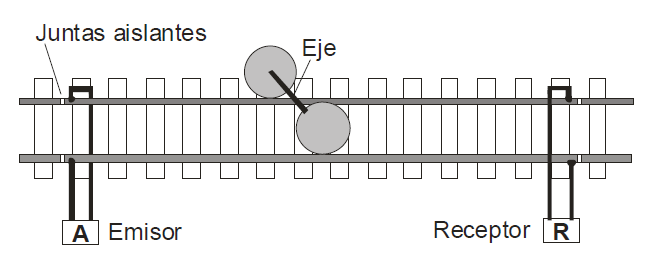 Juntas aislantes
Eje
A Emisor
Receptor R